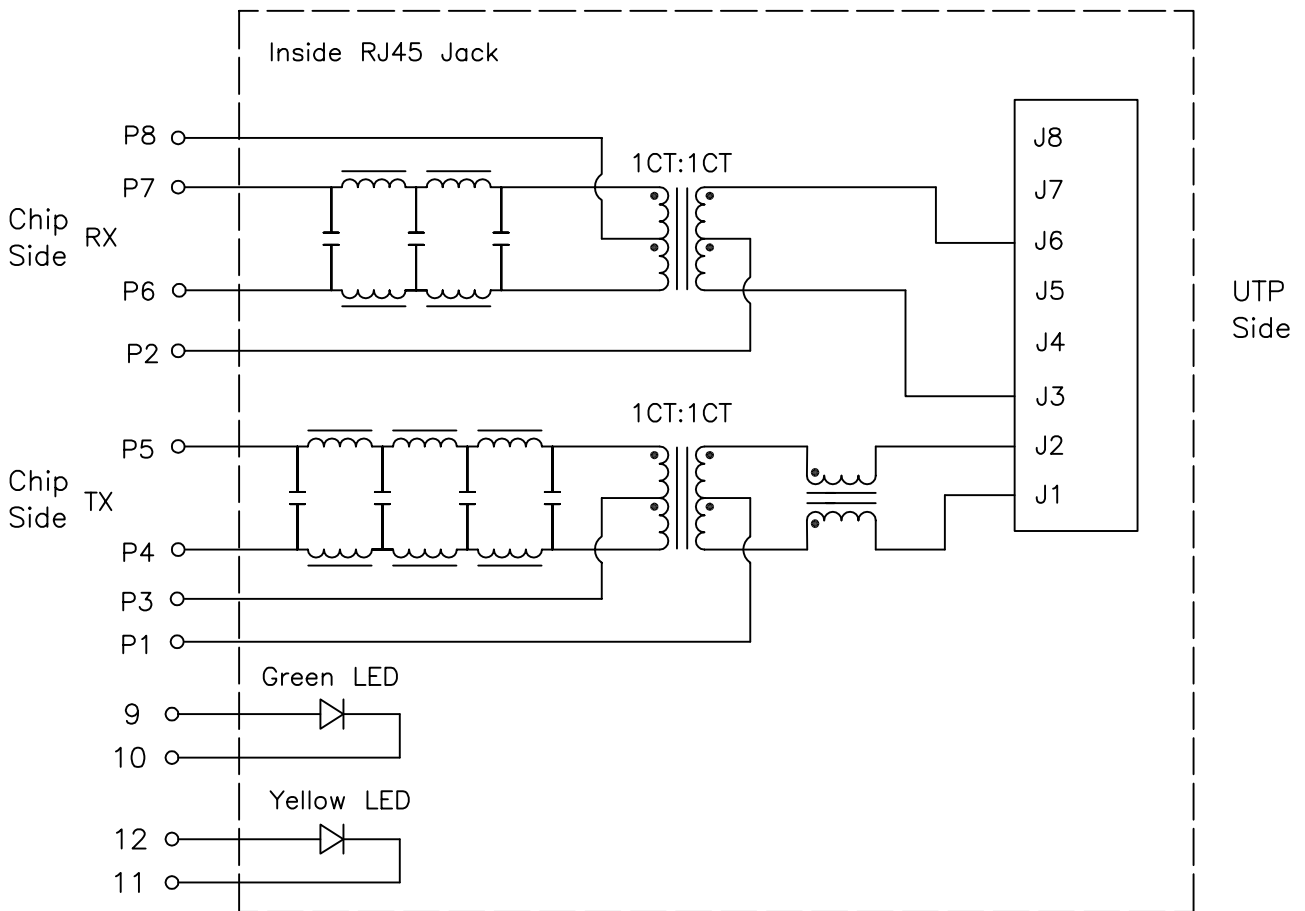 Inside RJ45 Jack
P8
1CT:1CT
P7
Chip
Side
RX
P6
P2
J8
J7
J6
J5
J4
J3
J2
J1
UTP
Side
1CT:1CT
P5
Chip
Side
TX
P4
P3
P1
Green LED
9
10
Yellow LED
12
11